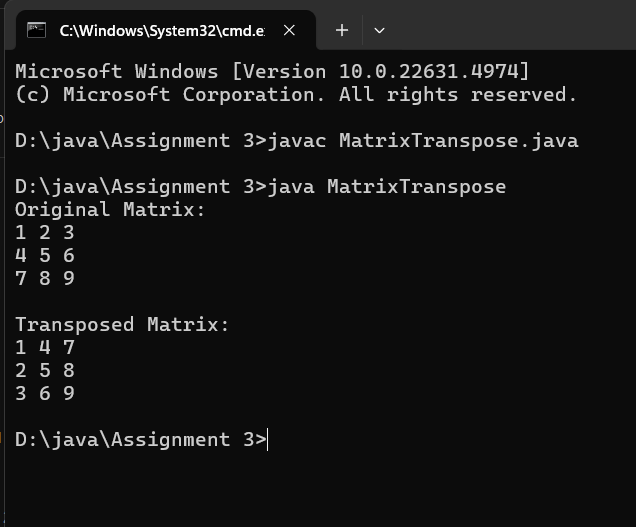 C:\Windows\System32\cmd.e
Microsoft Windows [Version 10.0.22631.4974]
(c) Microsoft Corporation. All rights reserved.
D:\java\Assignment 3>javac MatrixTranspose.java
D:\java\Assignment 3>java MatrixTranspose
Original Matrix:
1 2 3
4 5 6
7 8 9
Transposed Matrix:
1 4 7
2 5 8
3 6 9
D:\java\Assignment 3>